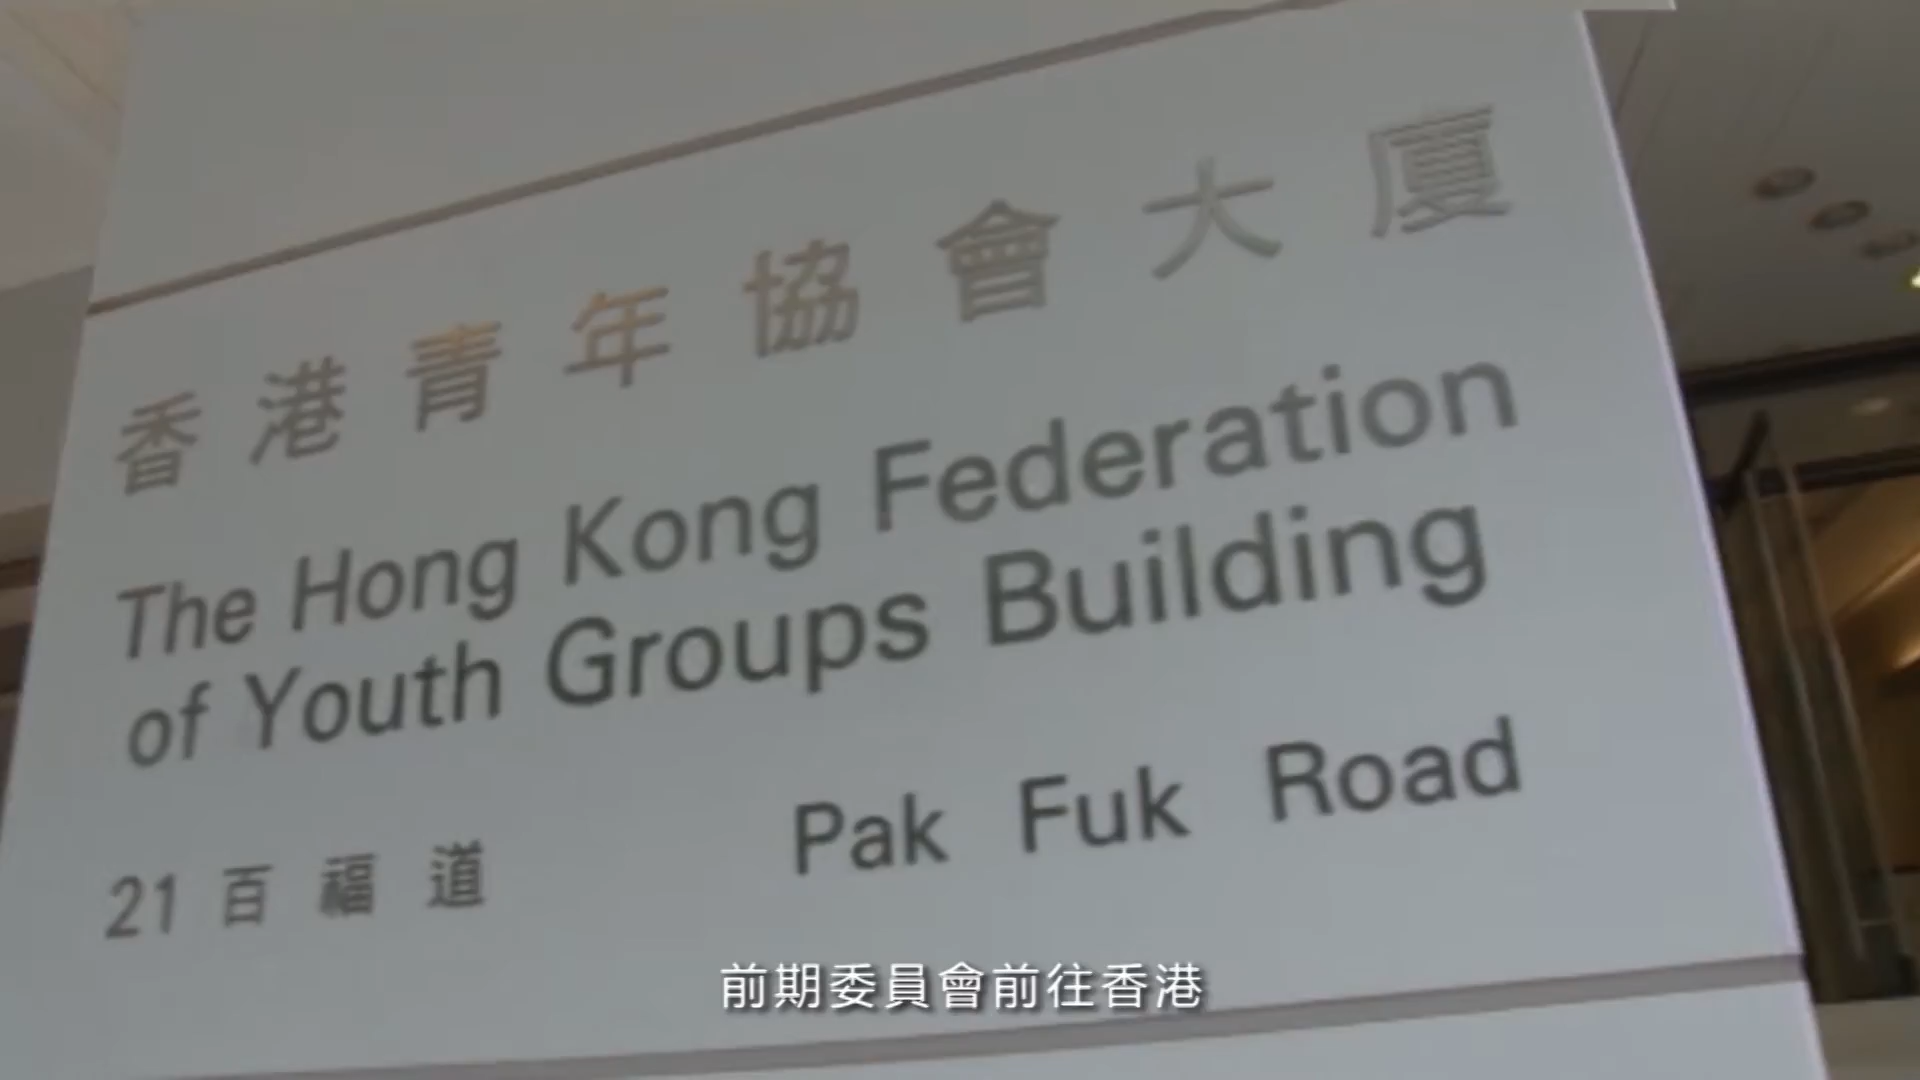 香港青年協會大廈
The Hong Kong Federation
of Youth Groups Building
21 百福道 Pak Fuk Road
前期委員會前往香港